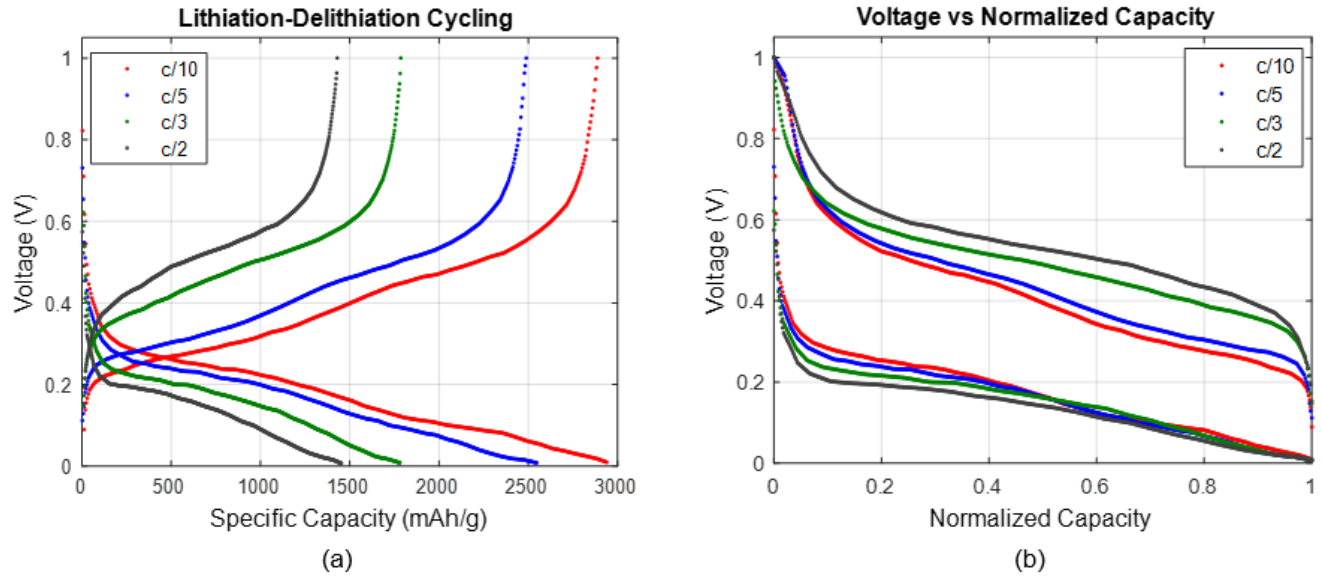 Lithiation-Delithiation Cycling
1
0.8
0.6
0.4
0.2
0
Voltage (V)
c/10
c/5
c/3
c/2
0 500 1000 1500 2000 2500 3000
Specific Capacity (mAh/g)
(a)
Voltage vs Normalized Capacity
1
0.8
0.6
0.4
0.2
0
Voltage (V)
c/10
c/5
c/3
c/2
0 0.2 0.4 0.6 0.8 1
Normalized Capacity
(b)